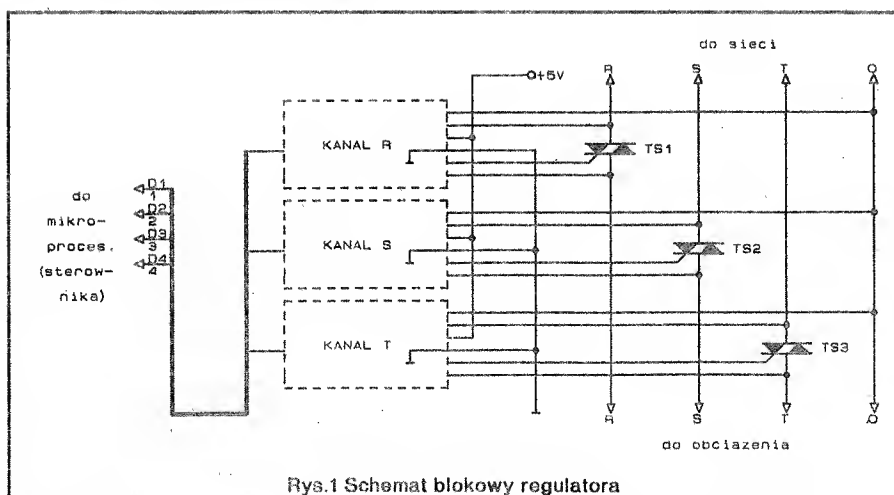 do sieci
+5V
R S T O
KANAL R
TS1
D1
1
D2
2
D3
3
D4
4
do
mikro-
proces.
(sterow-
nika)
KANAL S
TS2
KANAL T
TS3
R S T O
do obciazenia
Rys.1 Schemat blokowy regulatora